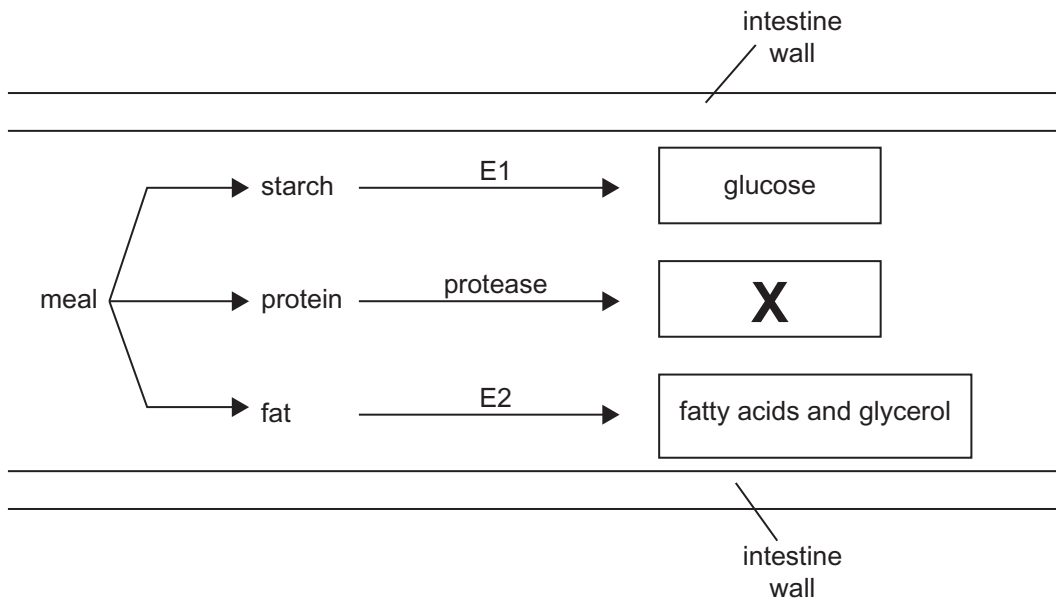 intestine
wall
E1
starch
glucose
meal
protein
protease
X
fat
E2
fatty acids and glycerol
intestine
wall